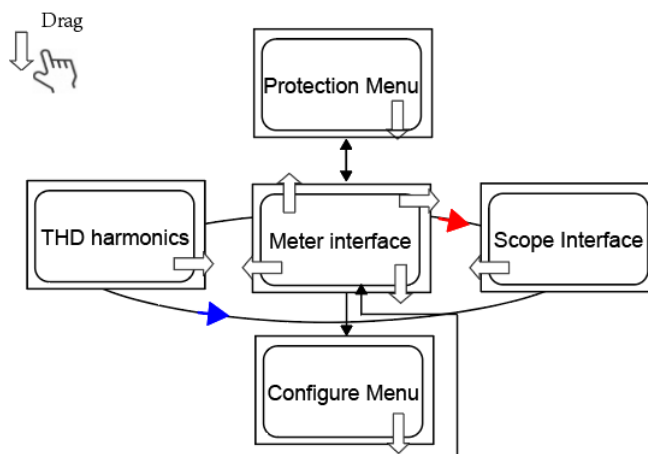 Drag
Protection Menu
THD harmonics
Meter interface
Scope Interface
Configure Menu